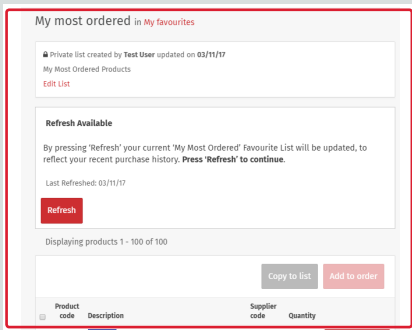 My most ordered in My favourites
Private list created by Test User updated on 03/11/17
My Most Ordered Products
Edit List
Refresh Available
By pressing 'Refresh' your current 'My Most Ordered' Favourite List will be updated, to
reflect your recent purchase history. Press 'Refresh' to continue.
Last Refreshed: 03/11/17
Refresh
Displaying products 1 - 100 of 100
Copy to list Add to order
Product code Description Supplier code Quantity